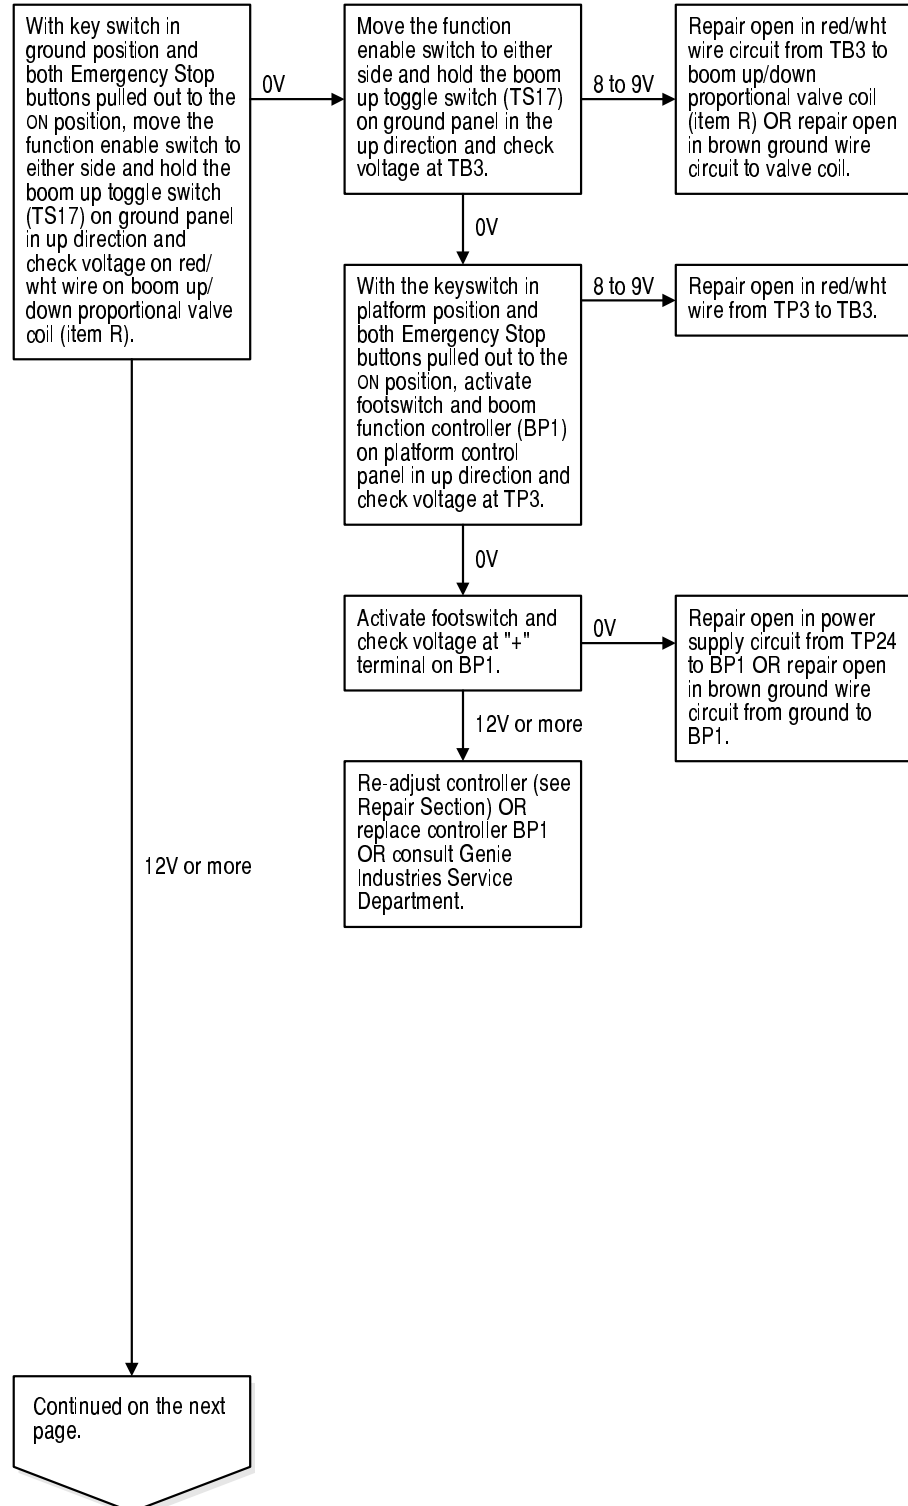 With key switch in
ground position and
both Emergency Stop
buttons pulled out to the
ON position, move the
function enable switch to
either side and hold the
boom up toggle switch
(TS17) on ground panel
in up direction and
check voltage on red/
wht wire on boom up/
down proportional valve
coil (item R).
0V
Move the function
enable switch to either
side and hold the boom
up toggle switch (TS17)
on ground panel in the
up direction and check
voltage at TB3.
8 to 9V
Repair open in red/wht
wire circuit from TB3 to
boom up/down
proportional valve coil
(item R) OR repair open
in brown ground wire
circuit to valve coil.
0V
With the keyswitch in
platform position and
both Emergency Stop
buttons pulled out to the
ON position, activate
footswitch and boom
function controller (BP1)
on platform control
panel in up direction and
check voltage at TP3.
8 to 9V
Repair open in red/wht
wire from TP3 to TB3.
0V
Activate footswitch and
check voltage at "+"
terminal on BP1.
0V
Repair open in power
supply circuit from TP24
to BP1 OR repair open
in brown ground wire
circuit from ground to
BP1.
12V or more
Re-adjust controller (see
Repair Section) OR
replace controller BP1
OR consult Genie
Industries Service
Department.
12V or more
Continued on the next
page.